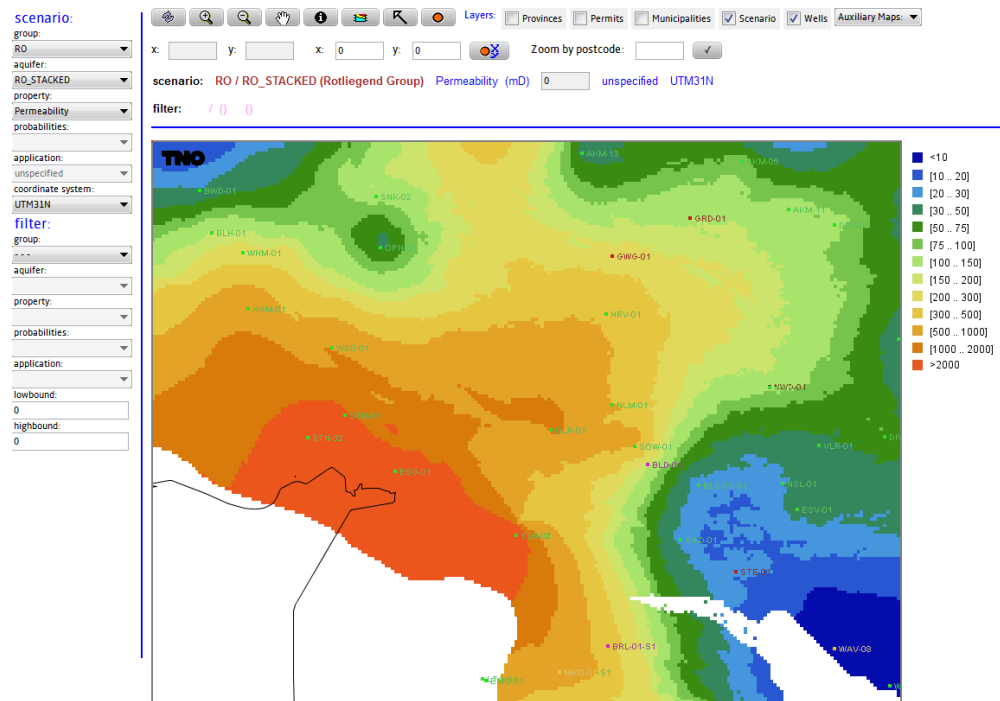 scenario:
group:
RO
aquifer:
RO_STACKED
property:
Permeability
probabilities:
application:
unspecified
coordinate system:
UTM31N
filter:
group:
- - -
aquifer:
property:
probabilities:
application:
lowbound:
0
highbound:
0
Layers: Provinces Permits Municipalities Scenario Wells Auxiliary Maps:
x: y: x: 0 y: 0 Zoom by postcode:
scenario: RO / RO_STACKED (Rotliegend Group) Permeability (mD) 0 unspecified UTM31N
filter: / () ()
TNO
AKM-13
AKM-05
BWD-01
SNK-02
AKM-11
GRD-01
BLH-01
WHM-01
GWG-01
HRV-01
WSE-01
NWD-01
NLM-01
STH-02
SDW-01
VLR-01
NSL-01
ESV-01
BRL-01-S1
WAV-08
<10
[10 .. 20]
[20 .. 30]
[30 .. 50]
[50 .. 75]
[75 .. 100]
[100 .. 150]
[150 .. 200]
[200 .. 300]
[300 .. 500]
[500 .. 1000]
[1000 .. 2000]
>2000